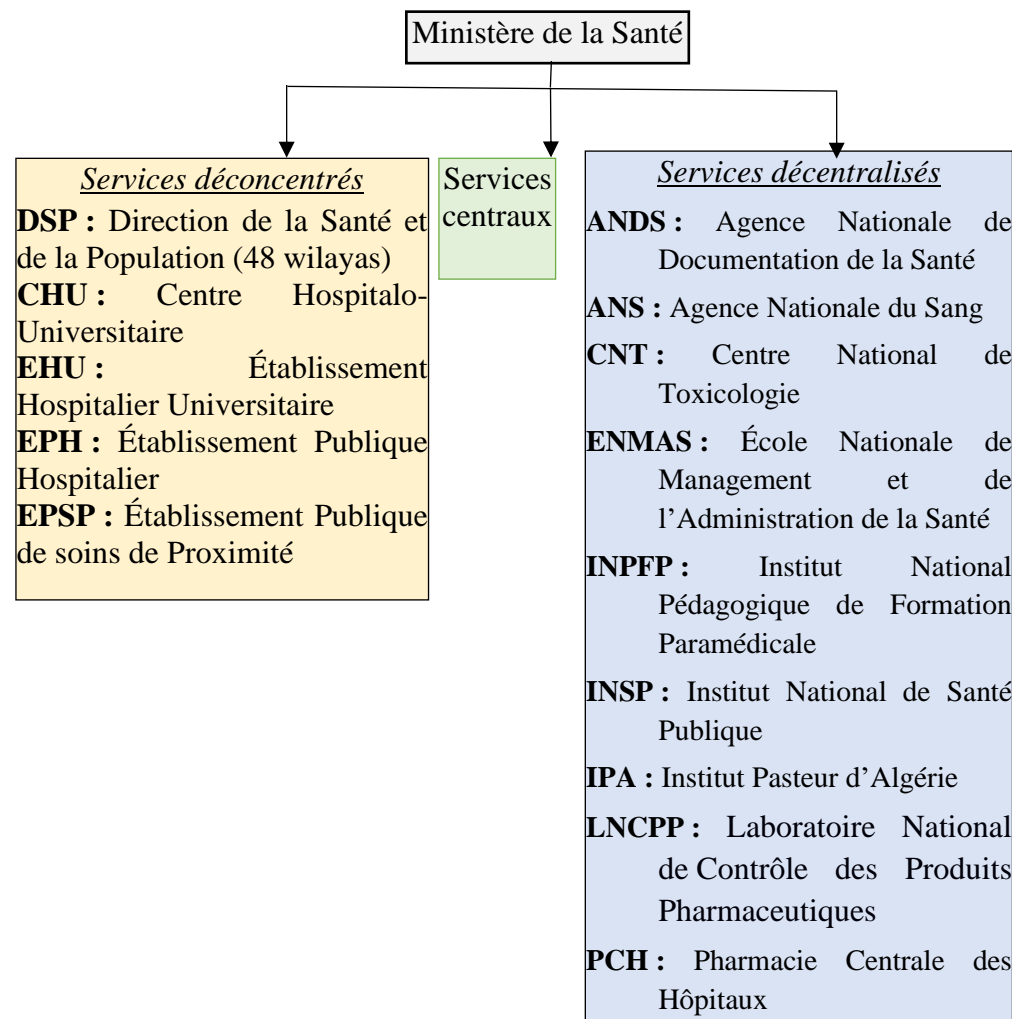 Ministère de la Santé
Services déconcentrés
DSP : Direction de la Santé et
de la Population (48 wilayas)
CHU : Centre Hospitalo-
Universitaire
EHU : Établissement
Hospitalier Universitaire
EPH : Établissement Publique
Hospitalier
EPSP : Établissement Publique
de soins de Proximité
Services
centraux
Services décentralisés
ANDS : Agence Nationale de
Documentation de la Santé
ANS : Agence Nationale du Sang
CNT : Centre National de
Toxicologie
ENMAS : École Nationale de
Management et de
l’Administration de la Santé
INPFP : Institut National
Pédagogique de Formation
Paramédicale
INSP : Institut National de Santé
Publique
IPA : Institut Pasteur d’Algérie
LNCPP : Laboratoire National
de Contrôle des Produits
Pharmaceutiques
PCH : Pharmacie Centrale des
Hôpitaux